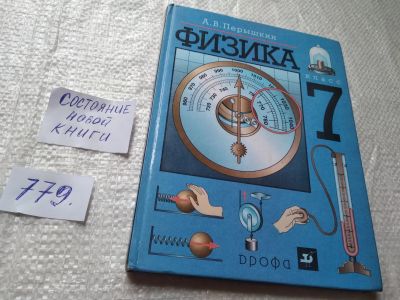 А.В.Перышкин
ФИЗИКА
класс
7
СОСТОЯНИЕ
НОВОЙ
КНИГИ
779.
дрофа